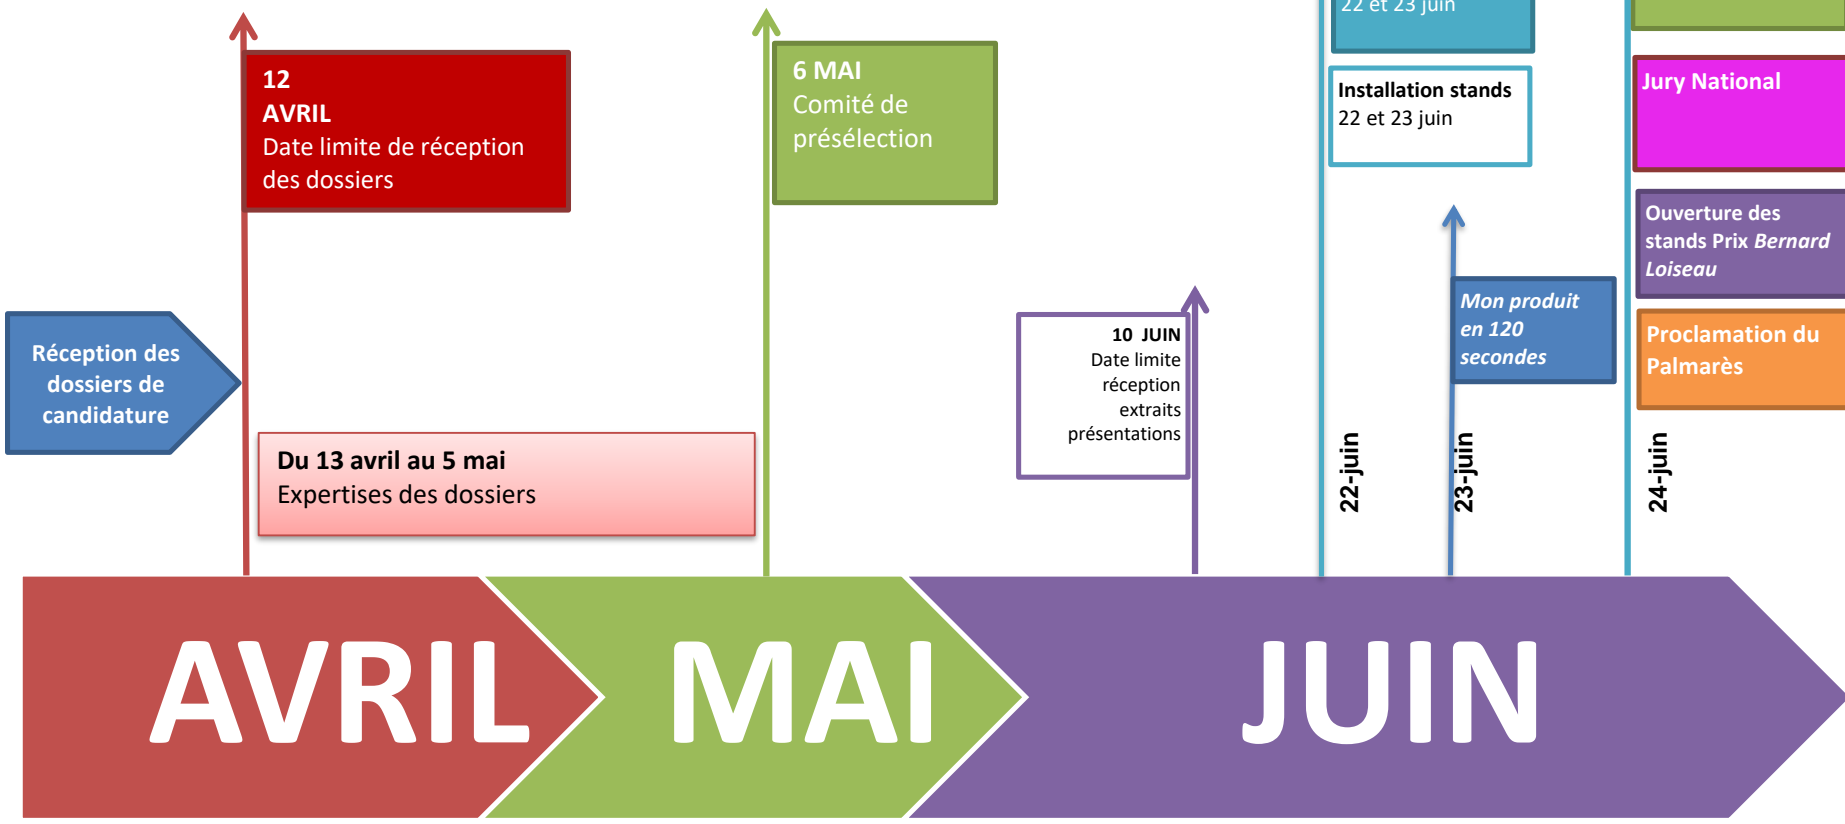 12
AVRIL
Date limite de réception
des dossiers
6 MAI
Comité de
présélection
22 et 23 juin
Installation stands
22 et 23 juin
Jury National
Ouverture des
stands Prix Bernard
Loiseau
Mon produit
en 120
secondes
Proclamation du
Palmarès
10 JUIN
Date limite
réception
extraits
présentations
Réception des
dossiers de
candidature
Du 13 avril au 5 mai
Expertises des dossiers
22-juin
23-juin
24-juin
AVRIL
MAI
JUIN